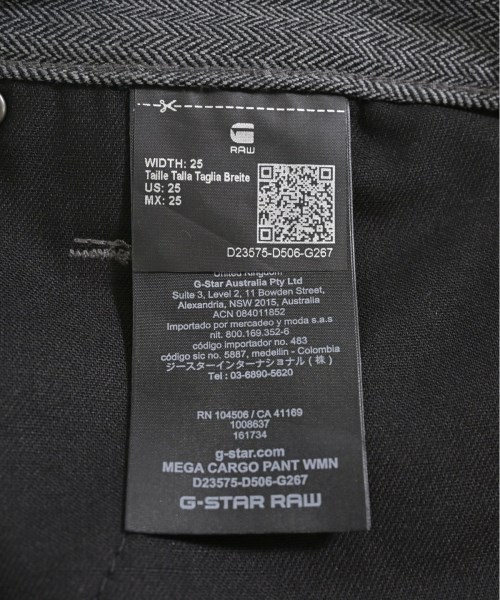 RAW
WIDTH: 25
Taille Talla Taglia Breite
US: 25
MX: 25
D23575-D506-G267
United Kingdom
G-Star Australia Pty Ltd
Suite 3, Level 2, 11 Bowden Street,
Alexandria, NSW 2015, Australia
ACN 084011852
Importado por mercadeo y moda s.a.s
nit. 800.169.352-6
código importador no. 483
código sic no. 5887, medellin - Colombia
ジースターインターナショナル ( 株 )
Tel : 03-6890-5620
RN 104506 / CA 41169
1008637
161734
g-star.com
MEGA CARGO PANT WMN
D23575-D506-G267
G-STAR RAW